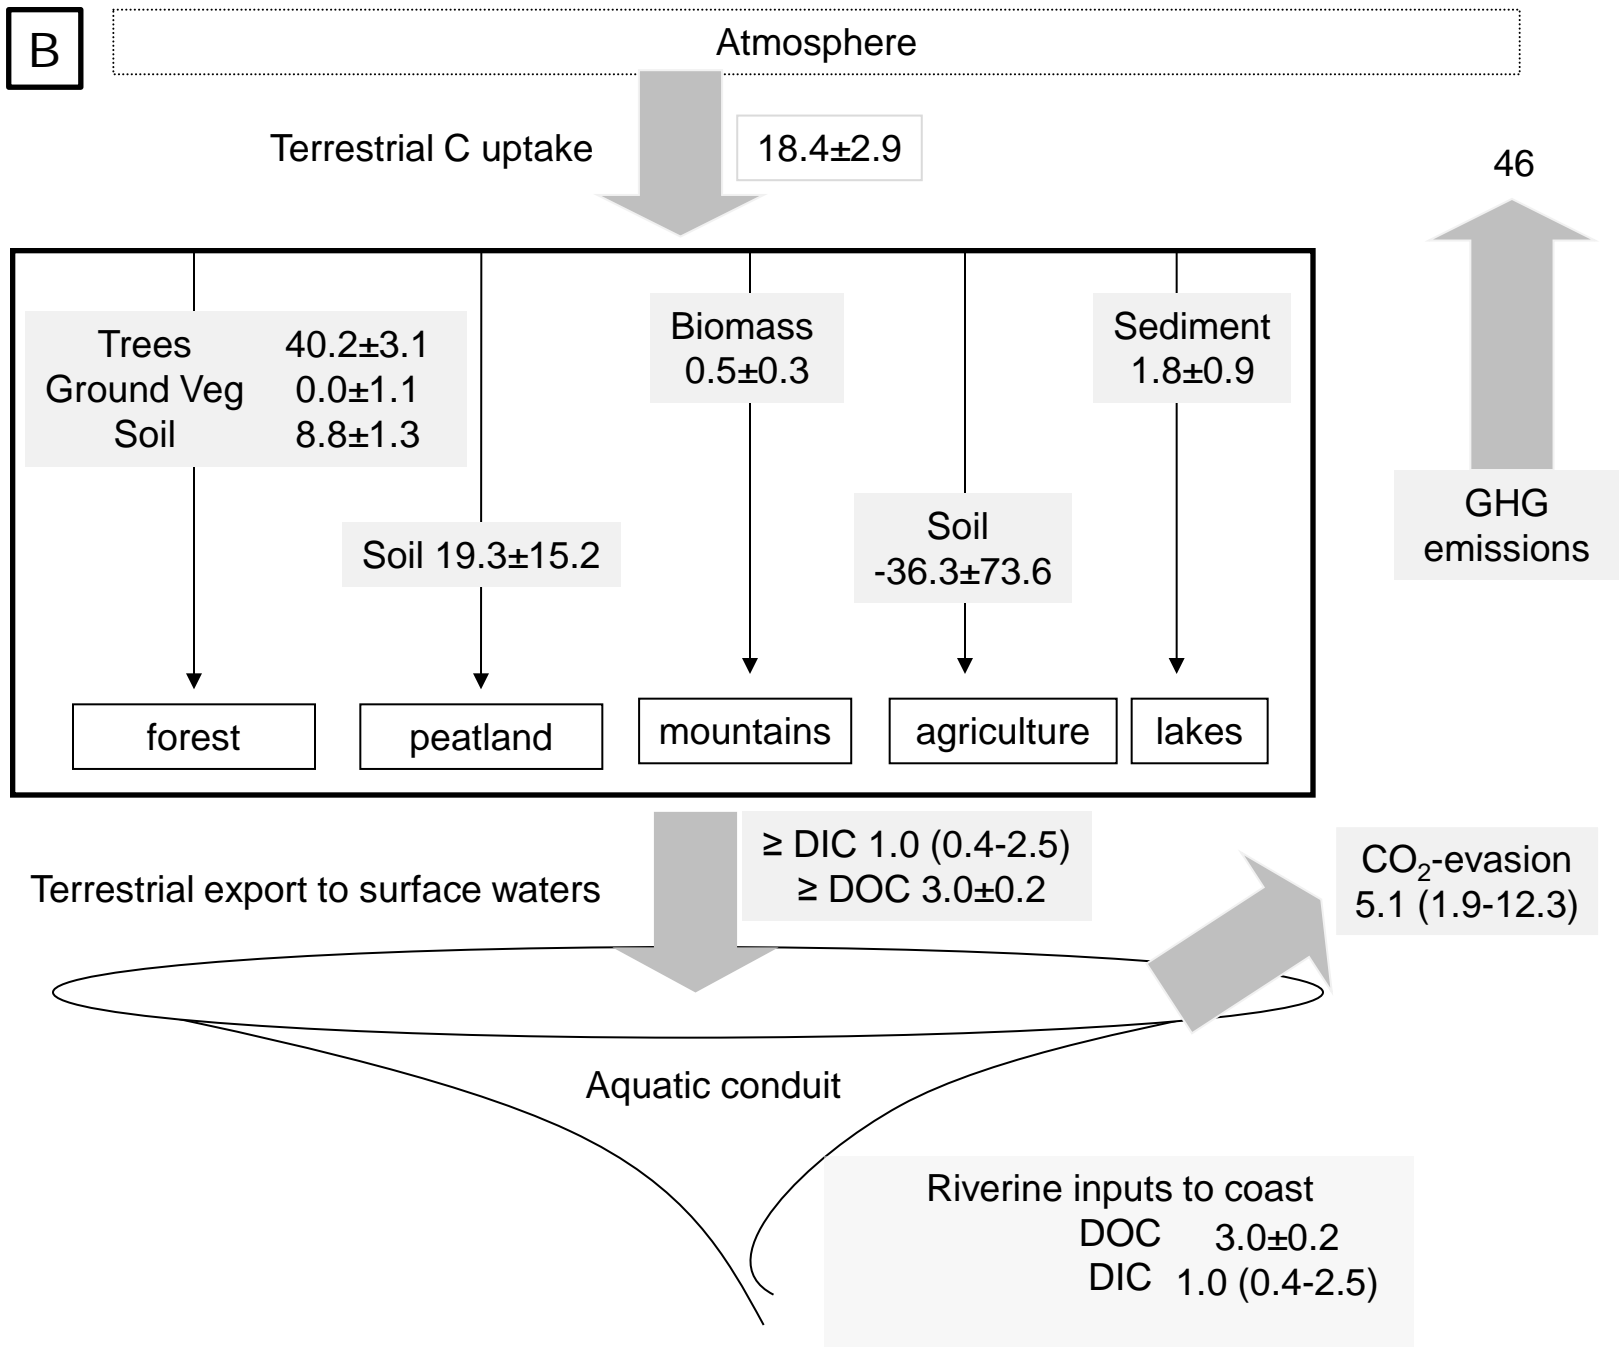 B
Atmosphere
Terrestrial C uptake
18.4±2.9
46
Trees 40.2±3.1
Ground Veg 0.0±1.1
Soil 8.8±1.3
Soil 19.3±15.2
Biomass
0.5±0.3
Soil
-36.3±73.6
Sediment
1.8±0.9
GHG
emissions
forest
peatland
mountains
agriculture
lakes
Terrestrial export to surface waters
≥ DIC 1.0 (0.4-2.5)
≥ DOC 3.0±0.2
CO₂-evasion
5.1 (1.9-12.3)
Aquatic conduit
Riverine inputs to coast
DOC 3.0±0.2
DIC 1.0 (0.4-2.5)